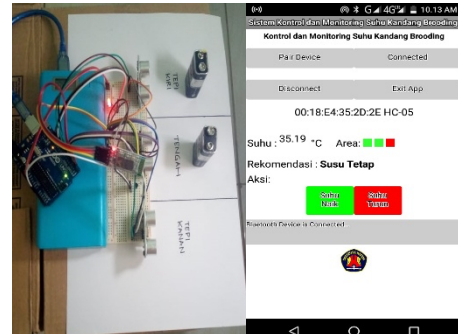 TEPI
KIRI
TENGAH
TEPI
KANAN
4G 10.13 AM
Sistem Kontrol dan Monitoring Suhu Kandang Brooding
Kontrol dan Monitoring Suhu Kandang Brooding
Pair Device Connected
Disconnect Exit App
00:18:E4:35:2D:2E HC-05
Suhu : 35.19 °C Area:
Rekomendasi : Susu Tetap
Aksi:
Suhu Suhu
Naik Turun
Bluetooth Device is Connected